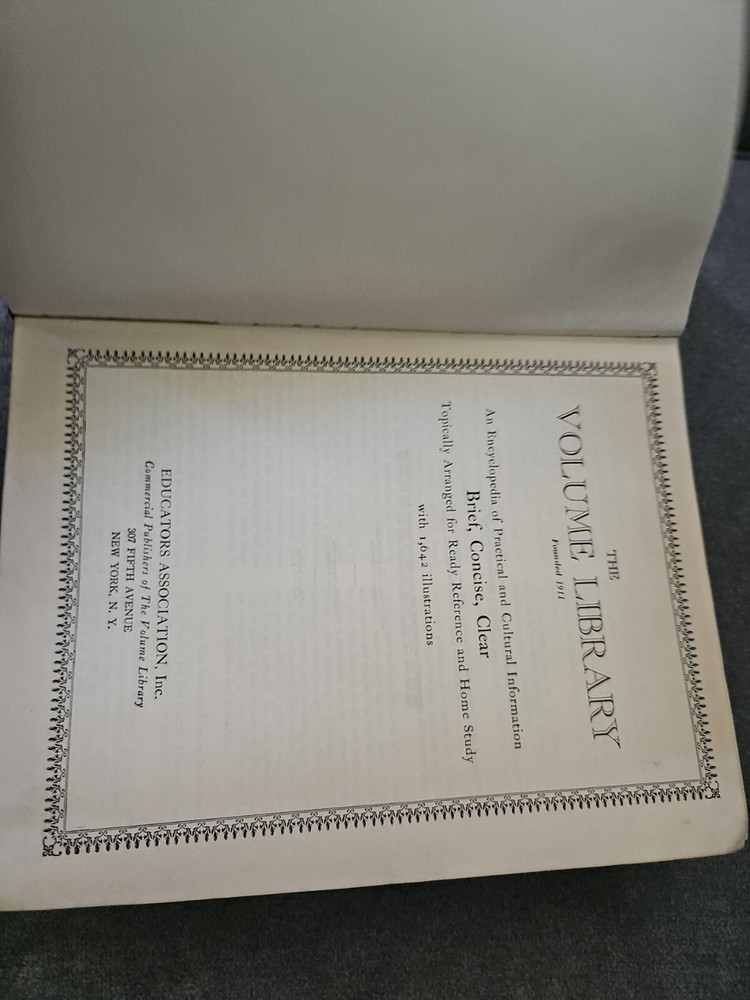 THE
VOLUME LIBRARY
Founded 1911
An Encyclopedia of Practical and Cultural Information
Brief, Concise, Clear
Topically Arranged for Ready Reference and Home Study
with 1,642 illustrations
EDUCATORS ASSOCIATION, Inc.
Commercial Publishers of The Volume Library
307 FIFTH AVENUE
NEW YORK, N. Y.